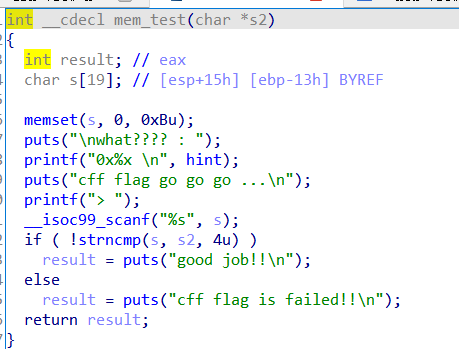 int __cdecl mem_test(char *s2)
{
int result; // eax
char s[19]; // [esp+15h] [ebp-13h] BYREF
memset(s, 0, 0xBu);
puts("\nwhat???? : ");
printf("0x%x \n", hint);
puts("cff flag go go go ...\n");
printf("> ");
__isoc99_scanf("%s", s);
if ( !strncmp(s, s2, 4u) )
result = puts("good job!!\n");
else
result = puts("cff flag is failed!!\n");
return result;
}